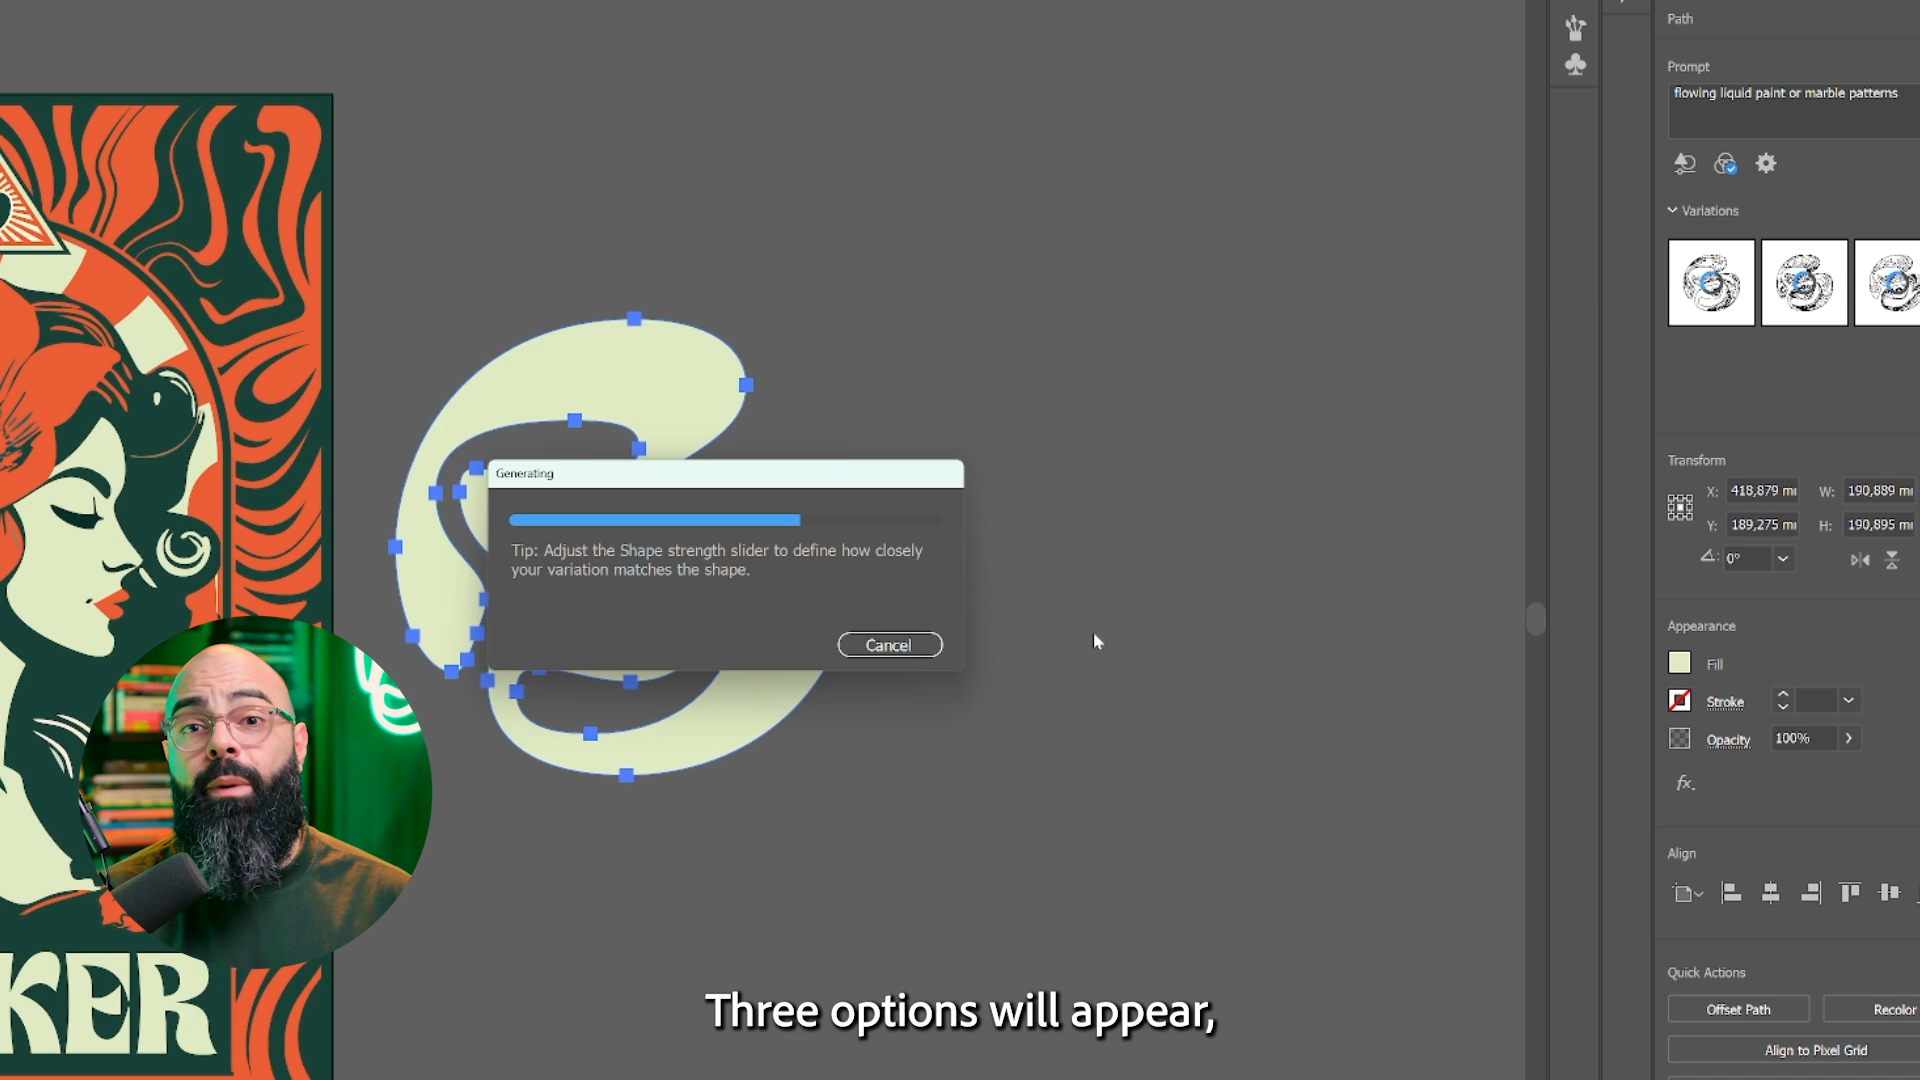 Path
Prompt
flowing liquid paint or marble patterns
Variations
Generating
Tip: Adjust the Shape strength slider to define how closely
your variation matches the shape.
Cancel
Transform
X: 418,879 W: 190,889
Y: 189,275 H: 190,895
0°
Appearance
Fill
Stroke
Opacity 100%
fx.
Align
Quick Actions
Offset Path Recolor
Align to Pixel Grid
KER
Three options will appear,